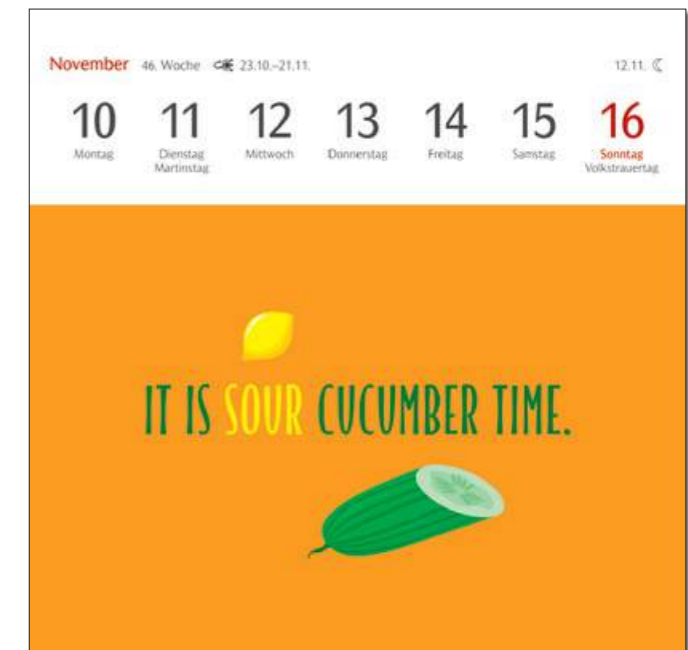 November 46. Woche 23.10.–21.11. 12.11.
10 11 12 13 14 15 16
Montag Dienstag Mittwoch Donnerstag Freitag Samstag Sonntag
Martinstag Volkstrauertag
IT IS SOUR CUCUMBER TIME.